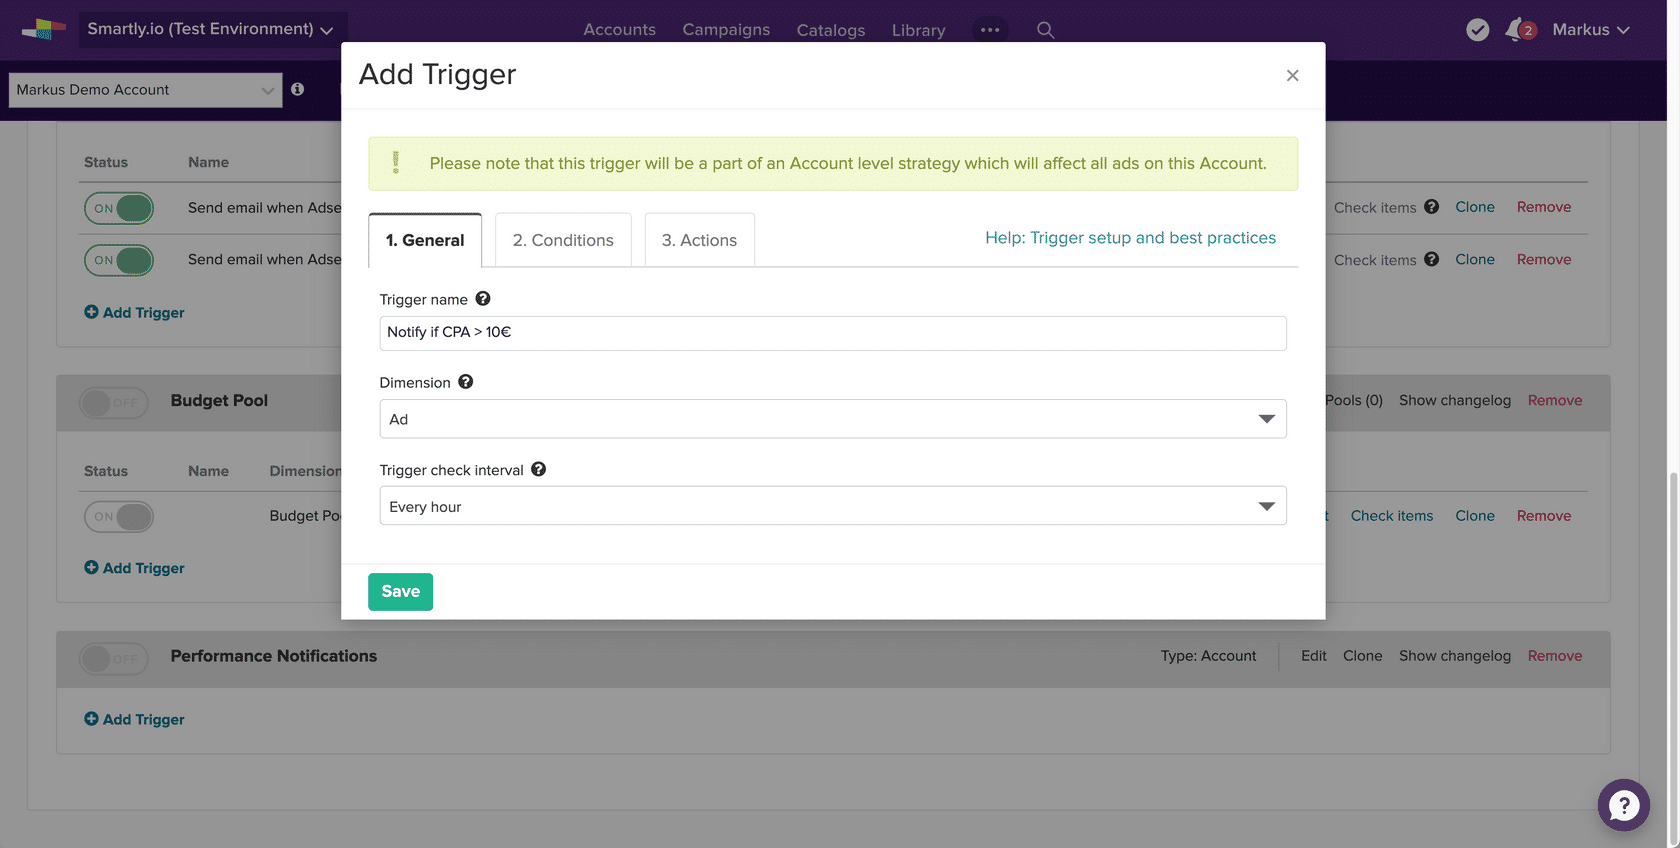 Smartly.io (Test Environment)
Accounts Campaigns Catalogs Library
2 Markus
Markus Demo Account
Add Trigger
Please note that this trigger will be a part of an Account level strategy which will affect all ads on this Account.
1. General 2. Conditions 3. Actions
Help: Trigger setup and best practices
Trigger name
Notify if CPA > 10€
Dimension
Ad
Trigger check interval
Every hour
Save
Status Name
ON Send email when Adse Check items Clone Remove
ON Send email when Adse Check items Clone Remove
Add Trigger
OFF Budget Pool Pools (0) Show changelog Remove
Status Name Dimension
ON Budget Po t Check items Clone Remove
Add Trigger
OFF Performance Notifications Type: Account Edit Clone Show changelog Remove
Add Trigger